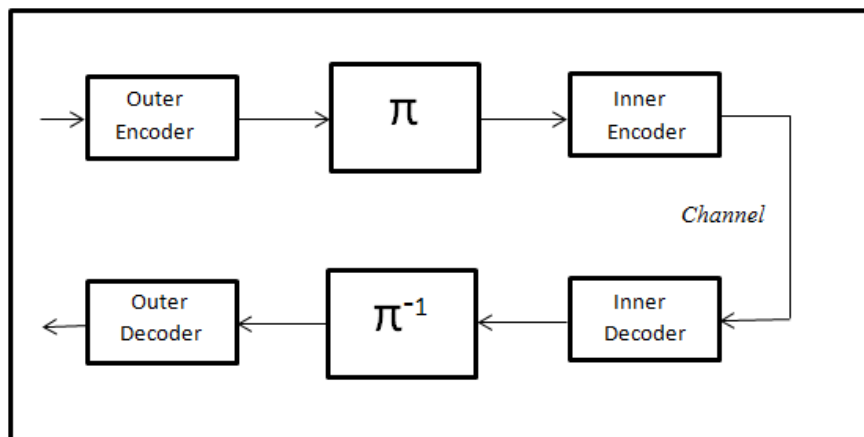 Outer
Encoder
π
Inner
Encoder
Channel
Outer
Decoder
π⁻¹
Inner
Decoder